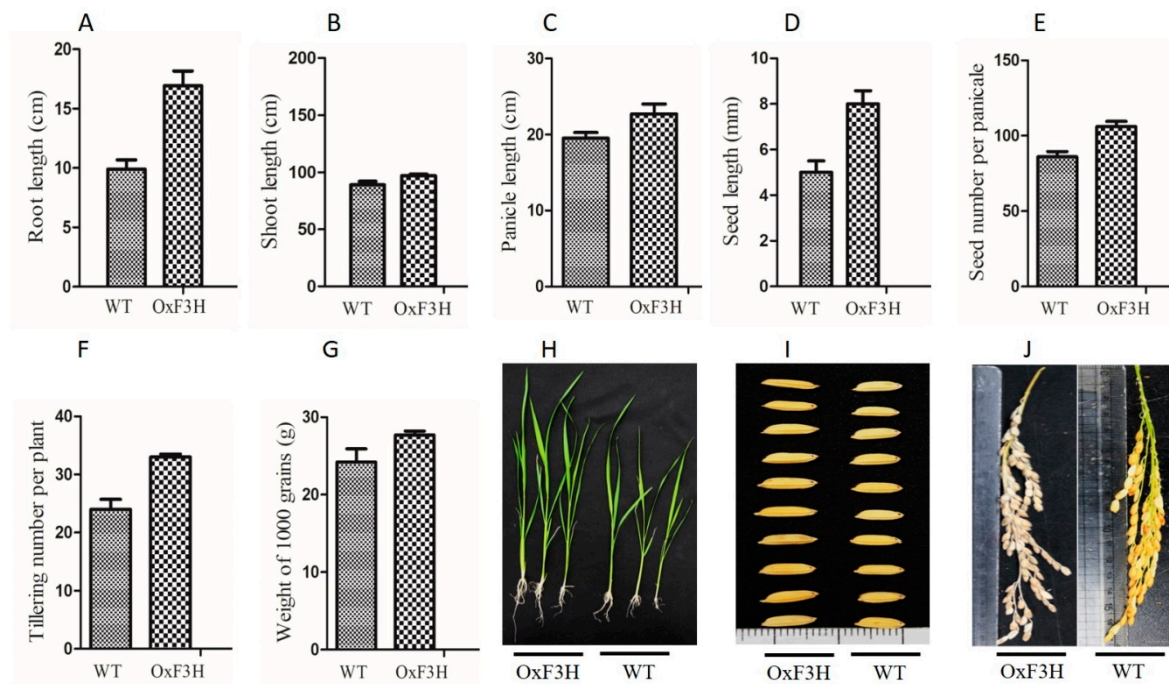 A
B
C
D
E
Root length (cm)
20
15
10
5
0
WT OxF3H
Shoot length (cm)
200
150
100
50
0
WT OxF3H
Panicle length (cm)
30
20
10
0
WT OxF3H
Seed length (mm)
10
8
6
4
2
0
WT OxF3H
Seed number per panicale
150
100
50
0
WT OxF3H
F
G
H
I
J
Tillering number per plant
40
30
20
10
0
WT OxF3H
Weight of 1000 grains (g)
30
20
10
0
WT OxF3H
OxF3H WT
OxF3H WT
OxF3H WT